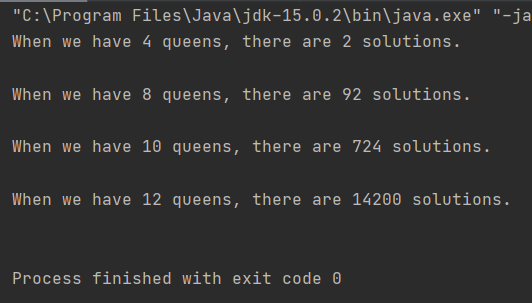 "C:\Program Files\Java\jdk-15.0.2\bin\java.exe" "-ja
When we have 4 queens, there are 2 solutions.
When we have 8 queens, there are 92 solutions.
When we have 10 queens, there are 724 solutions.
When we have 12 queens, there are 14200 solutions.
Process finished with exit code 0